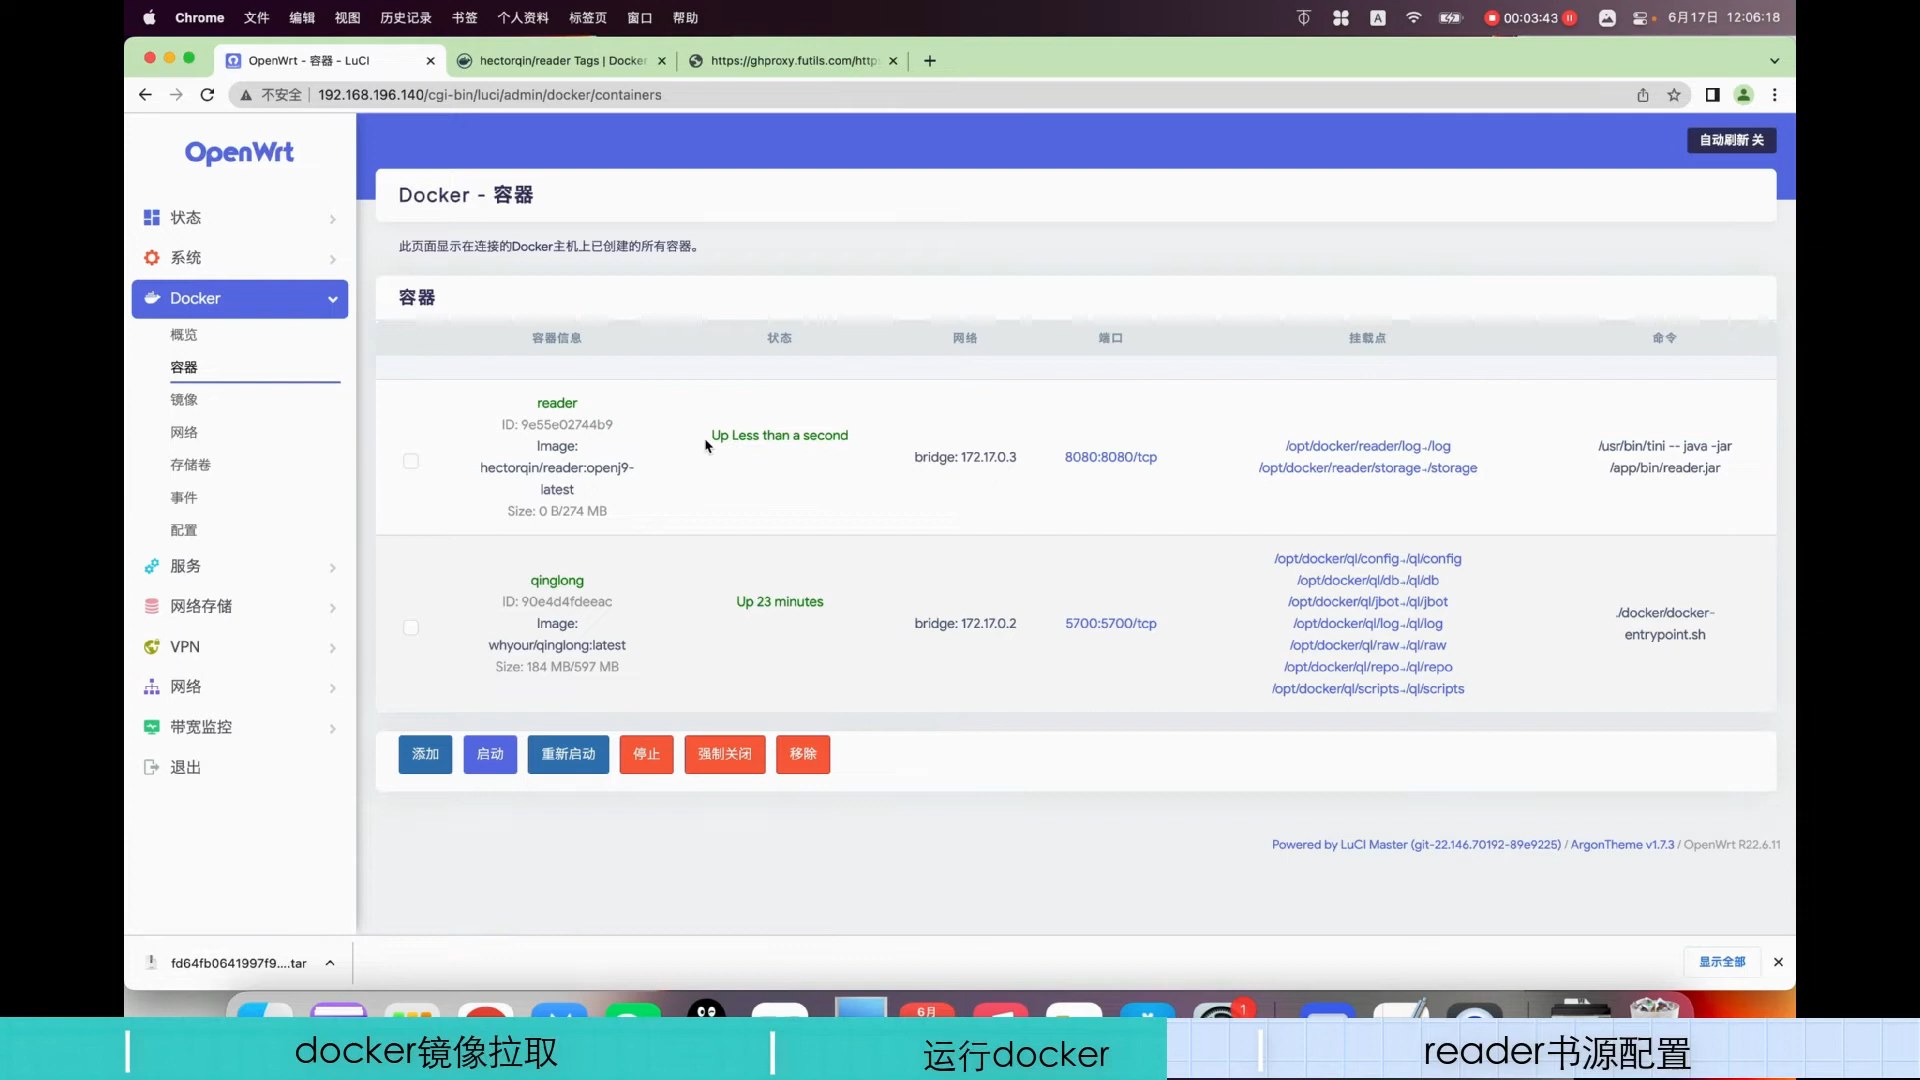 Chrome 文件 编辑 视图 历史记录 书签 个人资料 标签页 窗口 帮助 A 00:03:43 6月17日 12:06:18
OpenWrt - 容器 - LuCI
hectorqin/reader Tags | Docker
https://ghproxy.futils.com/http
不安全 192.168.196.140/cgi-bin/luci/admin/docker/containers
OpenWrt
自动刷新 关
状态
系统
Docker
概览
容器
镜像
网络
存储卷
事件
配置
服务
网络存储
VPN
网络
带宽监控
退出
Docker - 容器
此页面显示在连接的Docker主机上已创建的所有容器。
容器
容器信息 状态 网络 端口 挂载点 命令
reader
ID: 9e55e02744b9
Image:
hectorqin/reader:openj9-
latest
Size: 0 B/274 MB
Up Less than a second
bridge: 172.17.0.3
8080:8080/tcp
/opt/docker/reader/log→/log
/opt/docker/reader/storage→/storage
/usr/bin/tini -- java -jar
/app/bin/reader.jar
qinglong
ID: 90e4d4fdeeac
Image:
whyour/qinglong:latest
Size: 184 MB/597 MB
Up 23 minutes
bridge: 172.17.0.2
5700:5700/tcp
/opt/docker/ql/config→/ql/config
/opt/docker/ql/db→/ql/db
/opt/docker/ql/jbot→/ql/jbot
/opt/docker/ql/log→/ql/log
/opt/docker/ql/raw→/ql/raw
/opt/docker/ql/repo→/ql/repo
/opt/docker/ql/scripts→/ql/scripts
./docker/docker-
entrypoint.sh
添加 启动 重新启动 停止 强制关闭 移除
Powered by LuCI Master (git-22.146.70192-89e9225) / ArgonTheme v1.7.3 / OpenWrt R22.6.11
fd64fb0641997f9....tar
显示全部
6月
1
docker镜像拉取
运行docker
reader书源配置